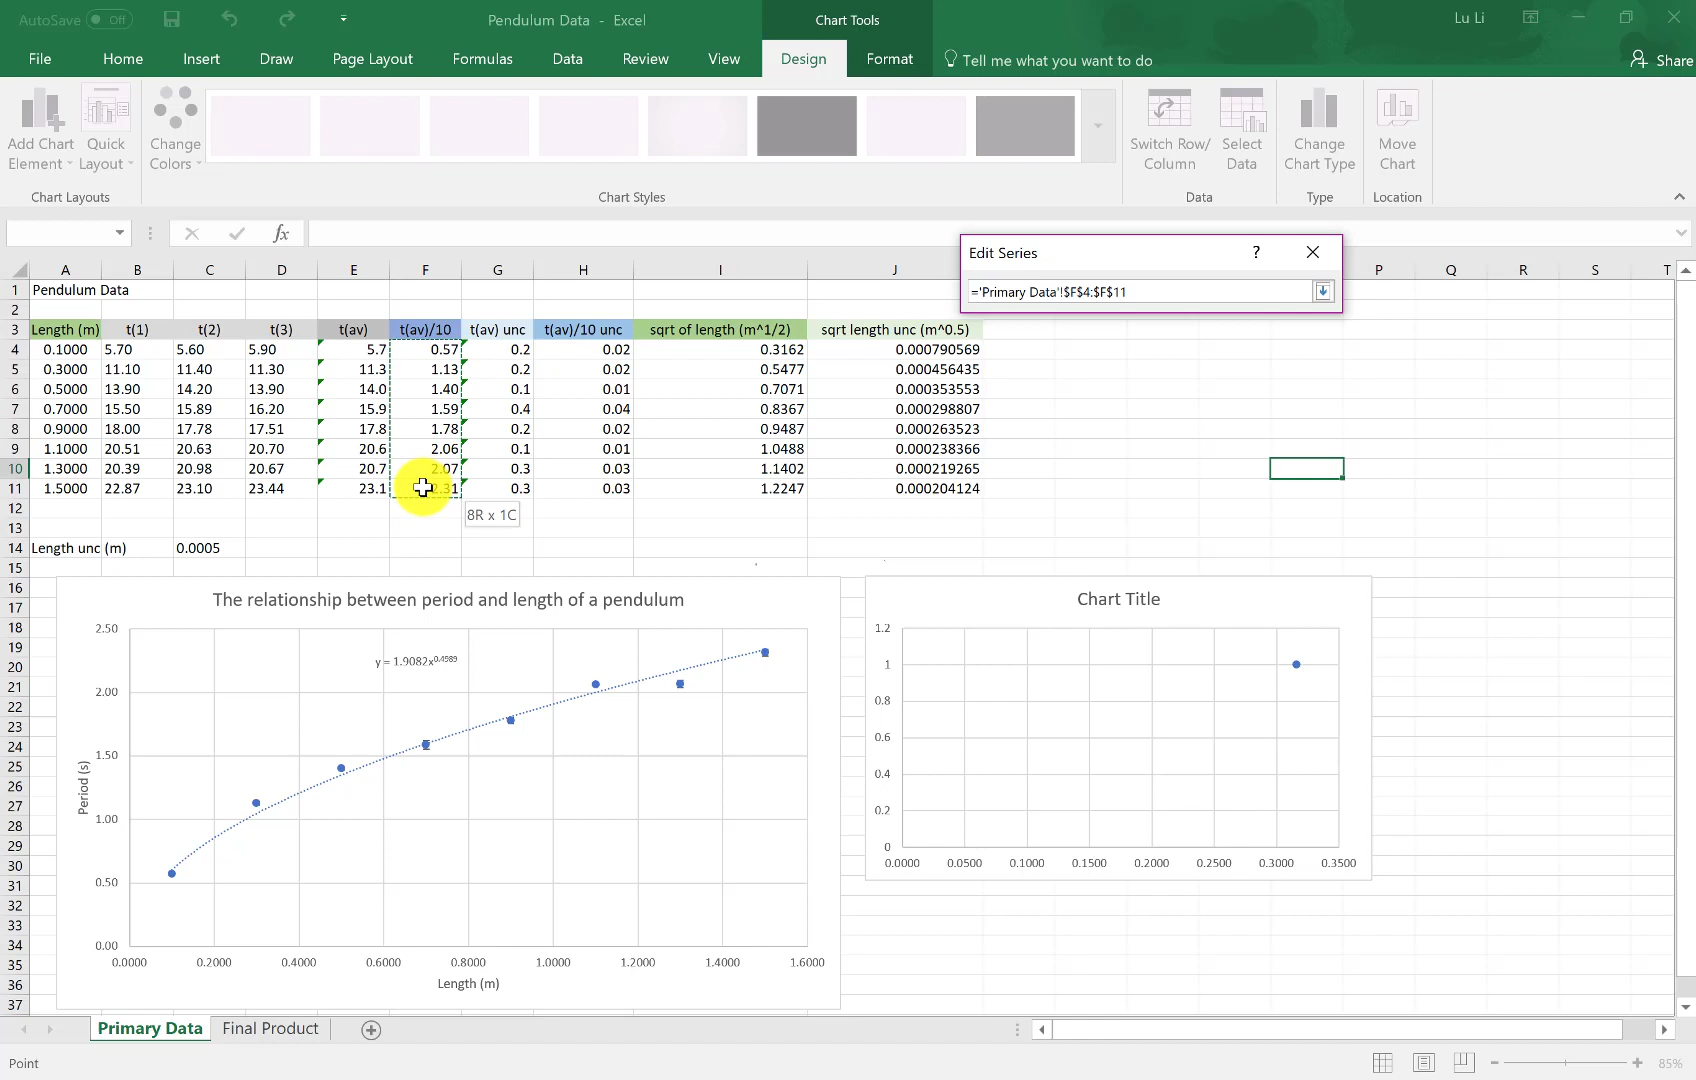 AutoSave Off
Pendulum Data - Excel
Chart Tools
Lu Li
File Home Insert Draw Page Layout Formulas Data Review View Design Format Tell me what you want to do Share
Add Chart Element
Quick Layout
Change Colors
Switch Row/ Column
Select Data
Change Chart Type
Move Chart
Chart Layouts Chart Styles Data Type Location
fx
Edit Series ? 
='Primary Data'!$F$4:$F$11
A B C D E F G H I J P Q R S T
1 Pendulum Data
2
3 Length (m) t(1) t(2) t(3) t(av) t(av)/10 t(av) unc t(av)/10 unc sqrt of length (m^1/2) sqrt length unc (m^0.5)
4 0.1000 5.70 5.60 5.90 5.7 0.57 0.2 0.02 0.3162 0.000790569
5 0.3000 11.10 11.40 11.30 11.3 1.13 0.2 0.02 0.5477 0.000456435
6 0.5000 13.90 14.20 13.90 14.0 1.40 0.1 0.01 0.7071 0.000353553
7 0.7000 15.50 15.89 16.20 15.9 1.59 0.4 0.04 0.8367 0.000298807
8 0.9000 18.00 17.78 17.51 17.8 1.78 0.2 0.02 0.9487 0.000263523
9 1.1000 20.51 20.63 20.70 20.6 2.06 0.1 0.01 1.0488 0.000238366
10 1.3000 20.39 20.98 20.67 20.7 2.07 0.3 0.03 1.1402 0.000219265
11 1.5000 22.87 23.10 23.44 23.1 2.31 0.3 0.03 1.2247 0.000204124
12
8R x 1C
13
14 Length unc (m) 0.0005
15
16
17
18
19
20
21
22
23
24
25
26
27
28
29
30
31
32
33
34
35
36
37
The relationship between period and length of a pendulum
y = 1.9082x^0.4989
2.50
2.00
1.50
1.00
0.50
0.00
Period (s)
0.0000 0.2000 0.4000 0.6000 0.8000 1.0000 1.2000 1.4000 1.6000
Length (m)
Chart Title
1.2
1
0.8
0.6
0.4
0.2
0
0.0000 0.0500 0.1000 0.1500 0.2000 0.2500 0.3000 0.3500
Primary Data Final Product
Point
85%